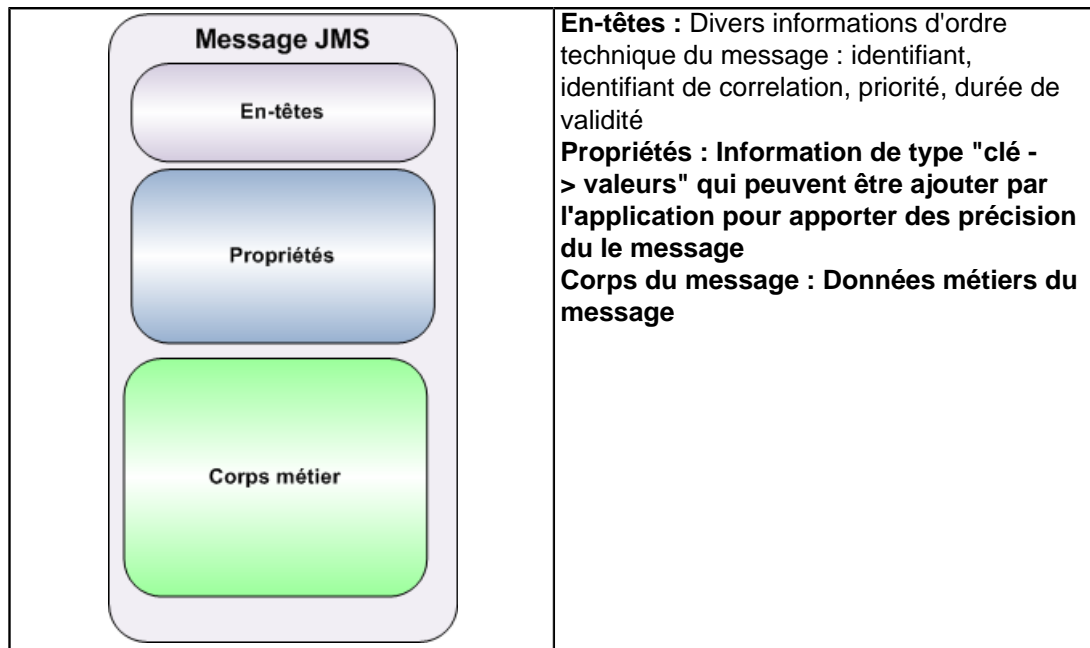 Message JMS
En-têtes
Propriétés
Corps métier
En-têtes : Divers informations d'ordre
technique du message : identifiant,
identifiant de correlation, priorité, durée de
validité
Propriétés : Information de type "clé -
> valeurs" qui peuvent être ajouter par
l'application pour apporter des précision
du le message
Corps du message : Données métiers du
message